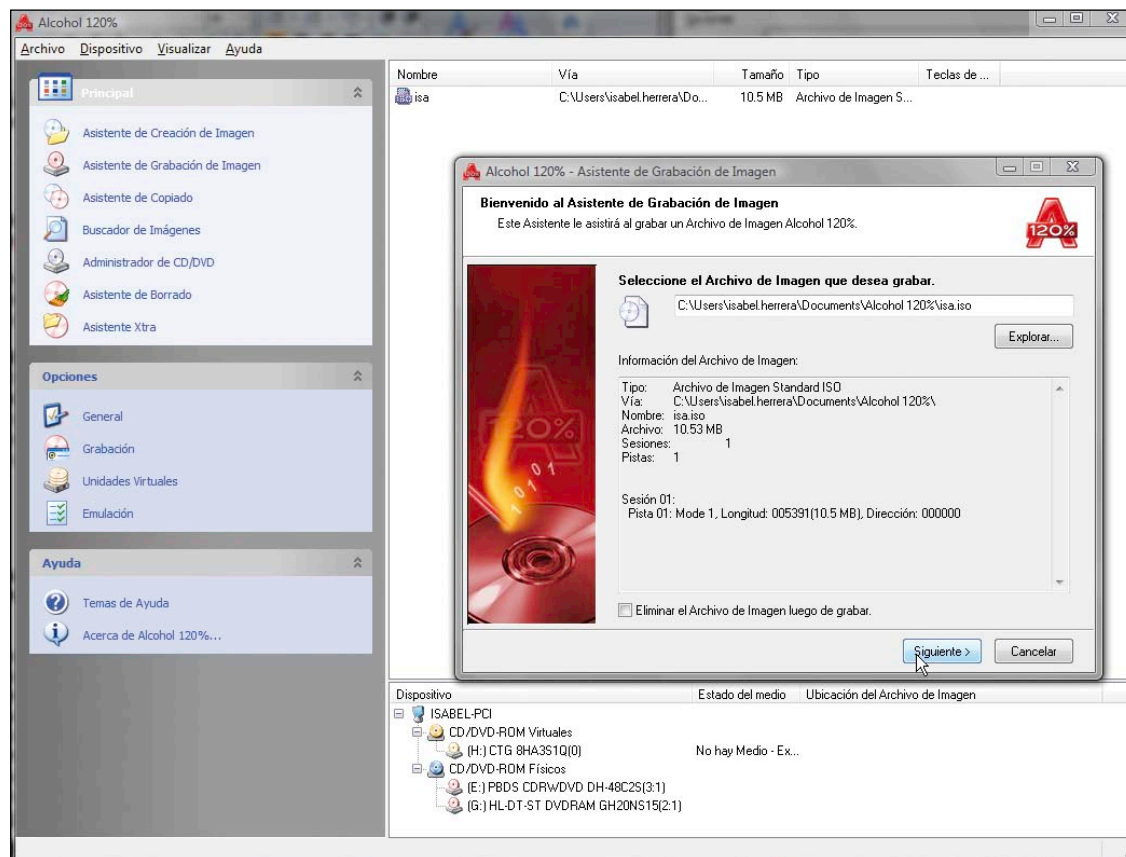 Alcohol 120%
Archivo Dispositivo Visualizar Ayuda
Principal
Asistente de Creación de Imagen
Asistente de Grabación de Imagen
Asistente de Copiado
Buscador de Imágenes
Administrador de CD/DVD
Asistente de Borrado
Asistente Xtra
Opciones
General
Grabación
Unidades Virtuales
Emulación
Ayuda
Temas de Ayuda
Acerca de Alcohol 120%...
Nombre Vía Tamaño Tipo Teclas de ...
isa C:\Users\isabel.herrera\Do... 10.5 MB Archivo de Imagen S...
Alcohol 120% - Asistente de Grabación de Imagen
Bienvenido al Asistente de Grabación de Imagen
Este Asistente le asistirá al grabar un Archivo de Imagen Alcohol 120%.
120%
Seleccione el Archivo de Imagen que desea grabar.
C:\Users\isabel.herrera\Documents\Alcohol 120%\isa.iso
Explorar...
Información del Archivo de Imagen:
Tipo: Archivo de Imagen Standard ISO
Vía: C:\Users\isabel.herrera\Documents\Alcohol 120%\
Nombre: isa.iso
Archivo: 10.53 MB
Sesiones: 1
Pistas: 1
Sesión 01:
Pista 01: Mode 1, Longitud: 005391(10.5 MB), Dirección: 000000
Eliminar el Archivo de Imagen luego de grabar.
Siguiente > Cancelar
Dispositivo Estado del medio Ubicación del Archivo de Imagen
ISABEL-PCI
CD/DVD-ROM Virtuales
(H:) CTG 8HA3S1Q(0) No hay Medio - Ex...
CD/DVD-ROM Físicos
(E:) PBDS CDRWDVD DH-48C2S(3:1)
(G:) HL-DT-ST DVDRAM GH20NS15(2:1)